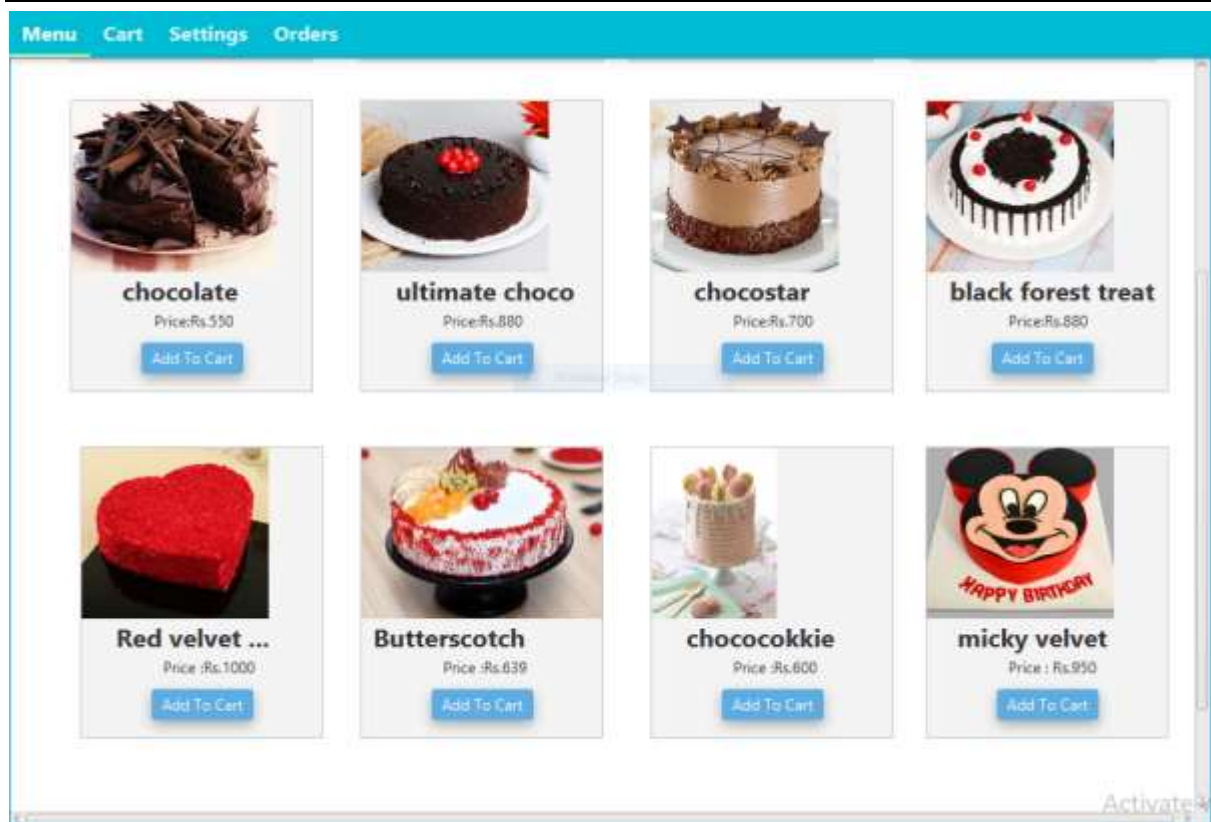 Menu Cart Settings Orders
chocolate
Price:Rs.550
Add To Cart
ultimate choco
Price:Rs.880
Add To Cart
chocostar
Price:Rs.700
Add To Cart
black forest treat
Price:Rs.880
Add To Cart
Red velvet ...
Price :Rs.1000
Add To Cart
Butterscotch
Price :Rs.639
Add To Cart
chococokkie
Price :Rs.600
Add To Cart
HAPPY BIRTHDAY
micky velvet
Price : Rs.950
Add To Cart
Activate